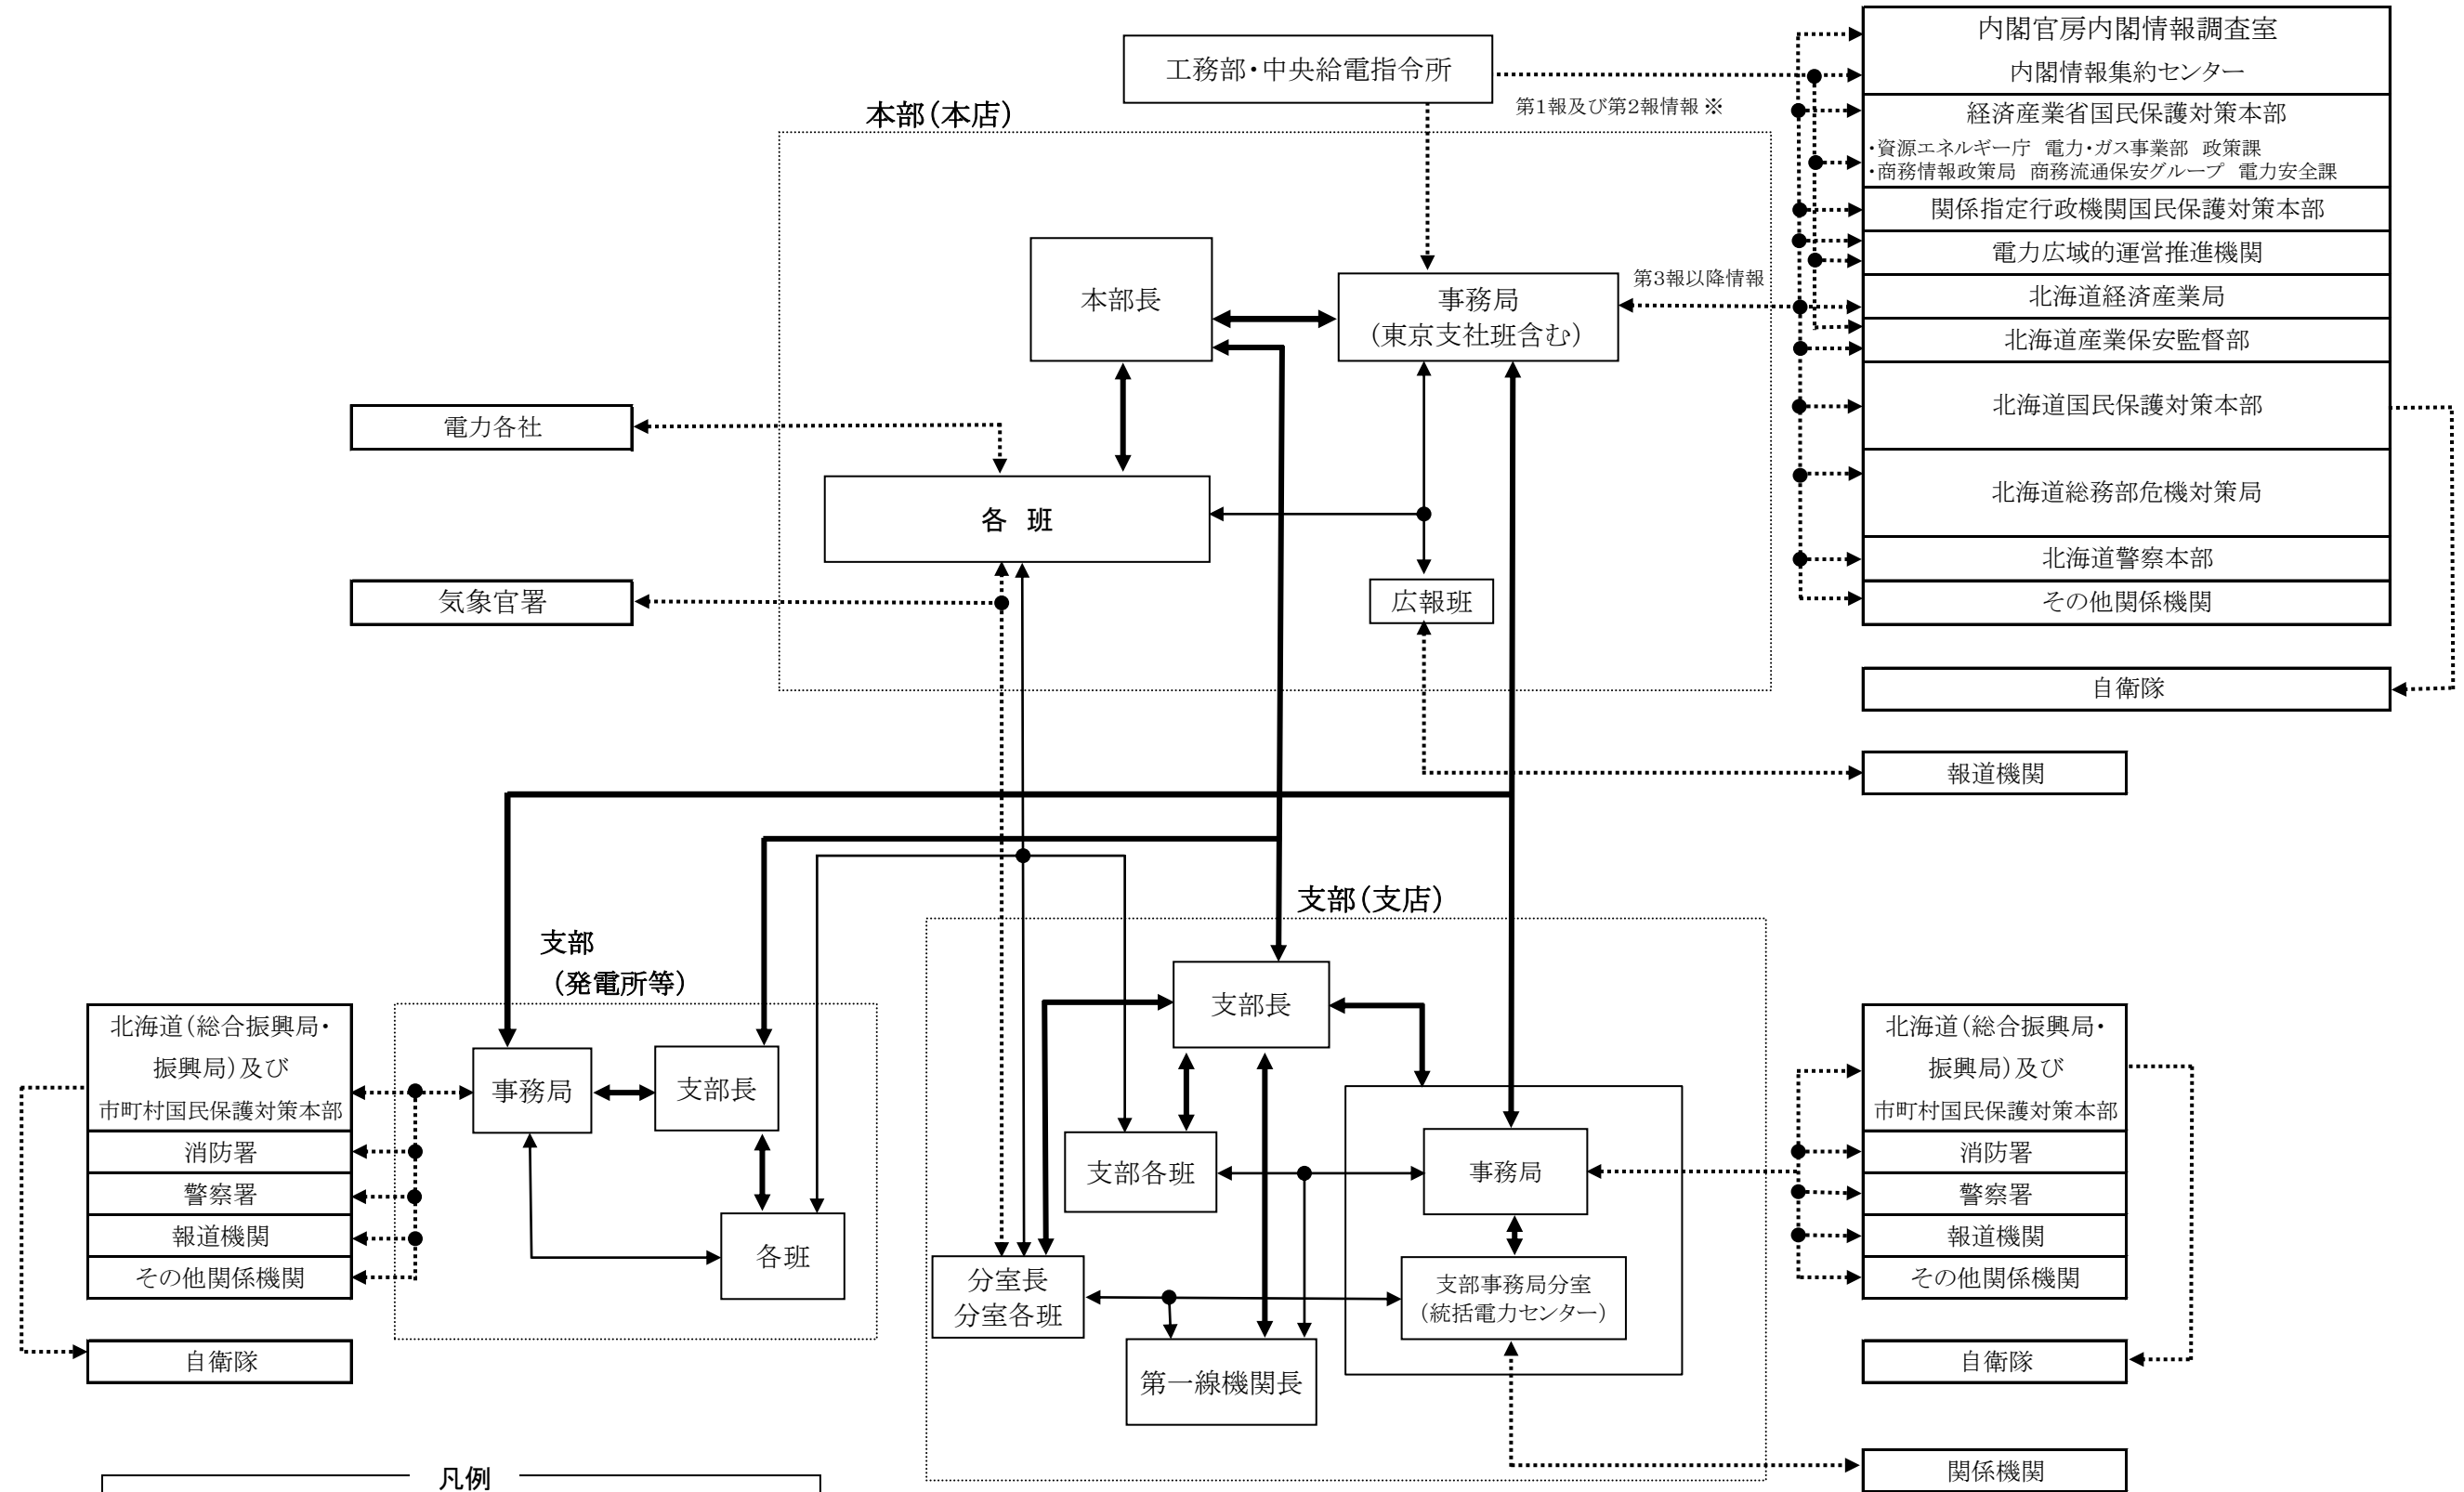 内閣官房内閣情報調査室
内閣情報集約センター
工務部・中央給電指令所
第1報及び第2報情報 ※
経済産業省国民保護対策本部
・資源エネルギー庁　電力・ガス事業部　政策課
・商務情報政策局　商務流通保安グループ　電力安全課
本部（本店）
関係指定行政機関国民保護対策本部
電力広域的運営推進機関
第3報以降情報
本部長
事務局
（東京支社班含む）
北海道経済産業局
北海道産業保安監督部
北海道国民保護対策本部
電力各社
各　班
北海道総務部危機対策局
北海道警察本部
気象官署
広報班
その他関係機関
自衛隊
報道機関
支部（支店）
支部
（発電所等）
北海道（総合振興局・
振興局）及び
市町村国民保護対策本部
消防署
警察署
報道機関
その他関係機関
自衛隊
事務局
支部長
各班
支部長
支部各班
事務局
分室長
分室各班
支部事務局分室
（統括電力センター）
第一線機関長
北海道（総合振興局・
振興局）及び
市町村国民保護対策本部
消防署
警察署
報道機関
その他関係機関
自衛隊
関係機関
凡例